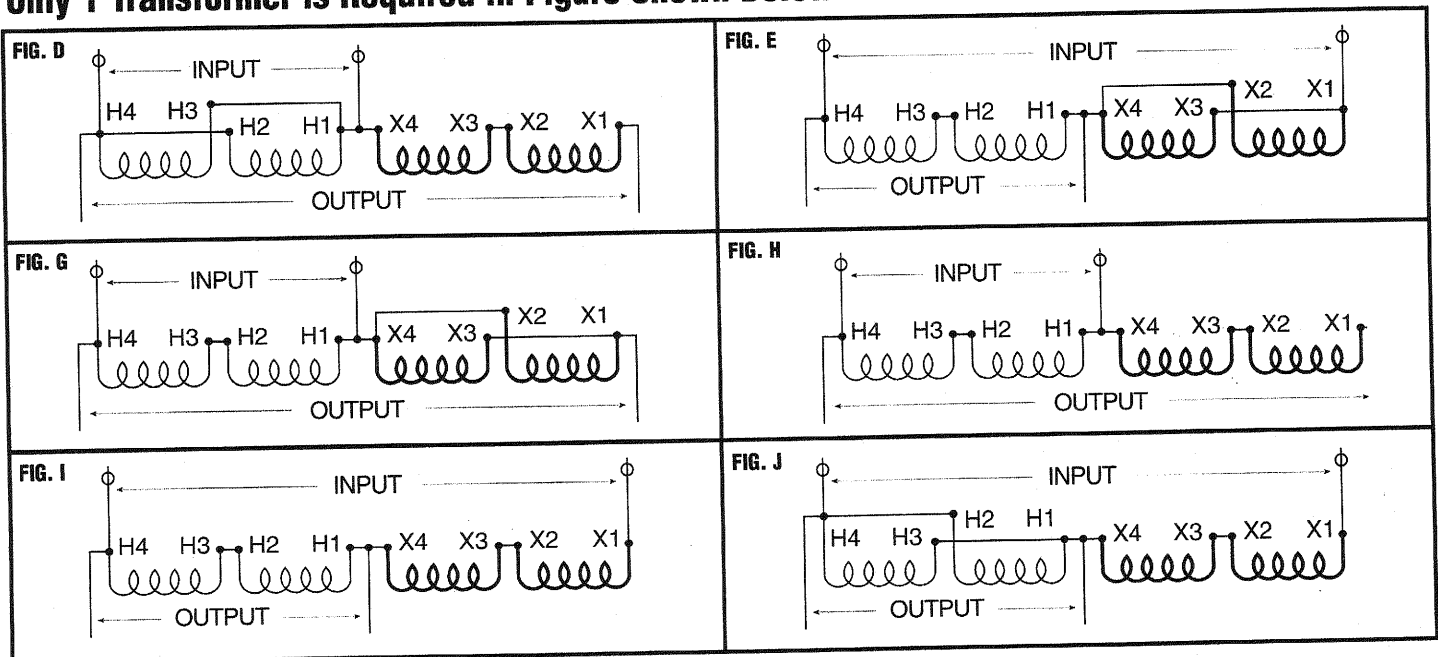 Only 1 Transformer is Required in Figure Shown Below
FIG. D
INPUT
H4 H3 H2 H1 X4 X3 X2 X1
OUTPUT
FIG. E
INPUT
H4 H3 H2 H1 X4 X3 X2 X1
OUTPUT
FIG. G
INPUT
H4 H3 H2 H1 X4 X3 X2 X1
OUTPUT
FIG. H
INPUT
H4 H3 H2 H1 X4 X3 X2 X1
OUTPUT
FIG. I
INPUT
H4 H3 H2 H1 X4 X3 X2 X1
OUTPUT
FIG. J
INPUT
H4 H3 H2 H1 X4 X3 X2 X1
OUTPUT